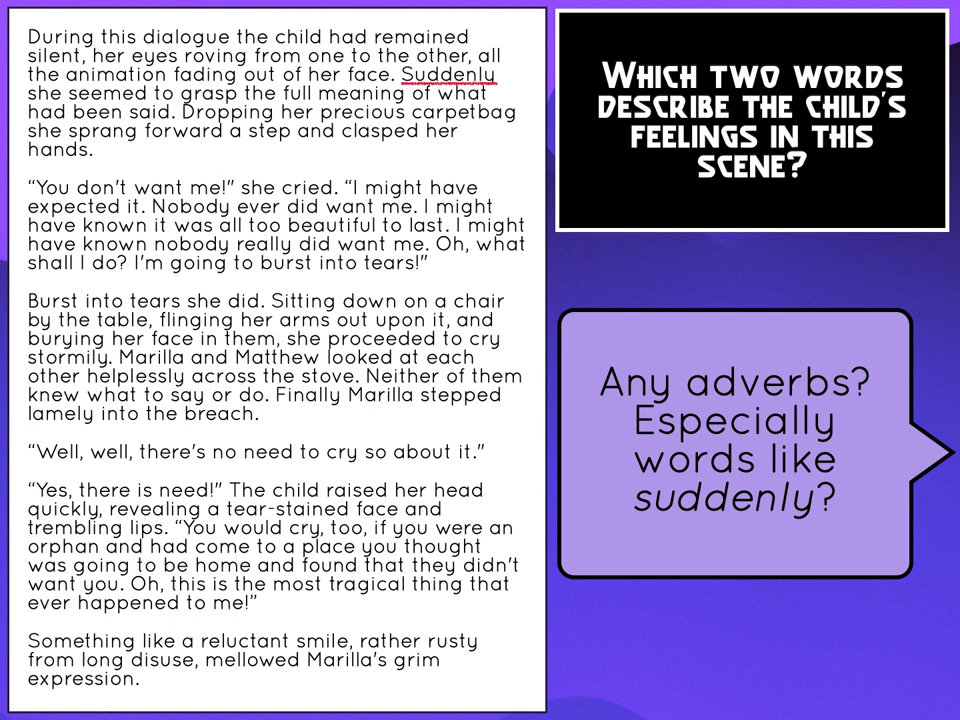 During this dialogue the child had remained
silent, her eyes roving from one to the other, all
the animation fading out of her face. Suddenly
she seemed to grasp the full meaning of what
had been said. Dropping her precious carpetbag
she sprang forward a step and clasped her
hands.
“You don't want me!" she cried. “I might have
expected it. Nobody ever did want me. I might
have known it was all too beautiful to last. I might
have known nobody really did want me. Oh, what
shall I do? I'm going to burst into tears!"
Burst into tears she did. Sitting down on a chair
by the table, flinging her arms out upon it, and
burying her face in them, she proceeded to cry
stormily. Marilla and Matthew looked at each
other helplessly across the stove. Neither of them
knew what to say or do. Finally Marilla stepped
lamely into the breach.
“Well, well, there's no need to cry so about it."
“Yes, there is need!" The child raised her head
quickly, revealing a tear-stained face and
trembling lips. “You would cry, too, if you were an
orphan and had come to a place you thought
was going to be home and found that they didn't
want you. Oh, this is the most tragical thing that
ever happened to me!”
Something like a reluctant smile, rather rusty
from long disuse, mellowed Marilla's grim
expression.
Which two words
describe the child's
feelings in this
scene?
Any adverbs?
Especially
words like
suddenly?